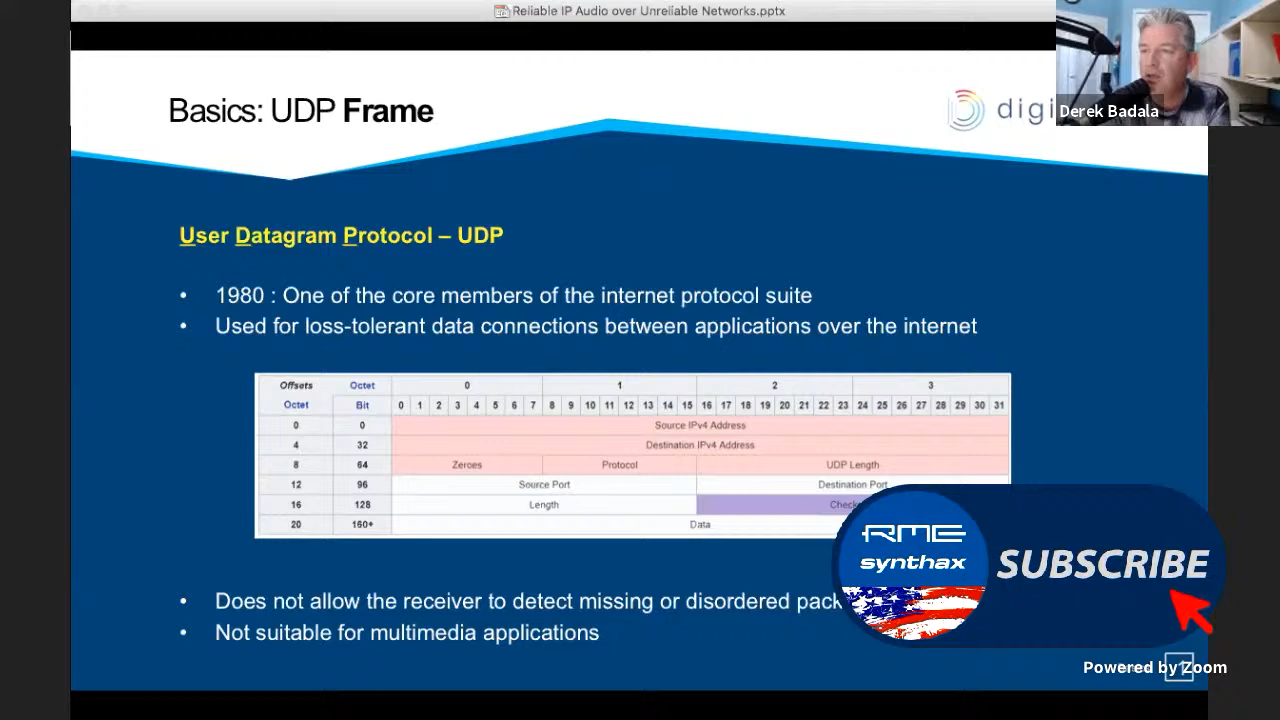 Reliable IP Audio over Unreliable Networks.pptx
Basics: UDP Frame
digi
Derek Badala
User Datagram Protocol – UDP
• 1980 : One of the core members of the internet protocol suite
• Used for loss-tolerant data connections between applications over the internet
Offsets Octet 0 1 2 3
Octet Bit 0 1 2 3 4 5 6 7 8 9 10 11 12 13 14 15 16 17 18 19 20 21 22 23 24 25 26 27 28 29 30 31
0 0 Source IPv4 Address
4 32 Destination IPv4 Address
8 64 Zeroes Protocol UDP Length
12 96 Source Port Destination Port
16 128 Length
20 160+ Data
• Does not allow the receiver to detect missing or disordered
• Not suitable for multimedia applications
RME
synthax
SUBSCRIBE
Powered by Zoom